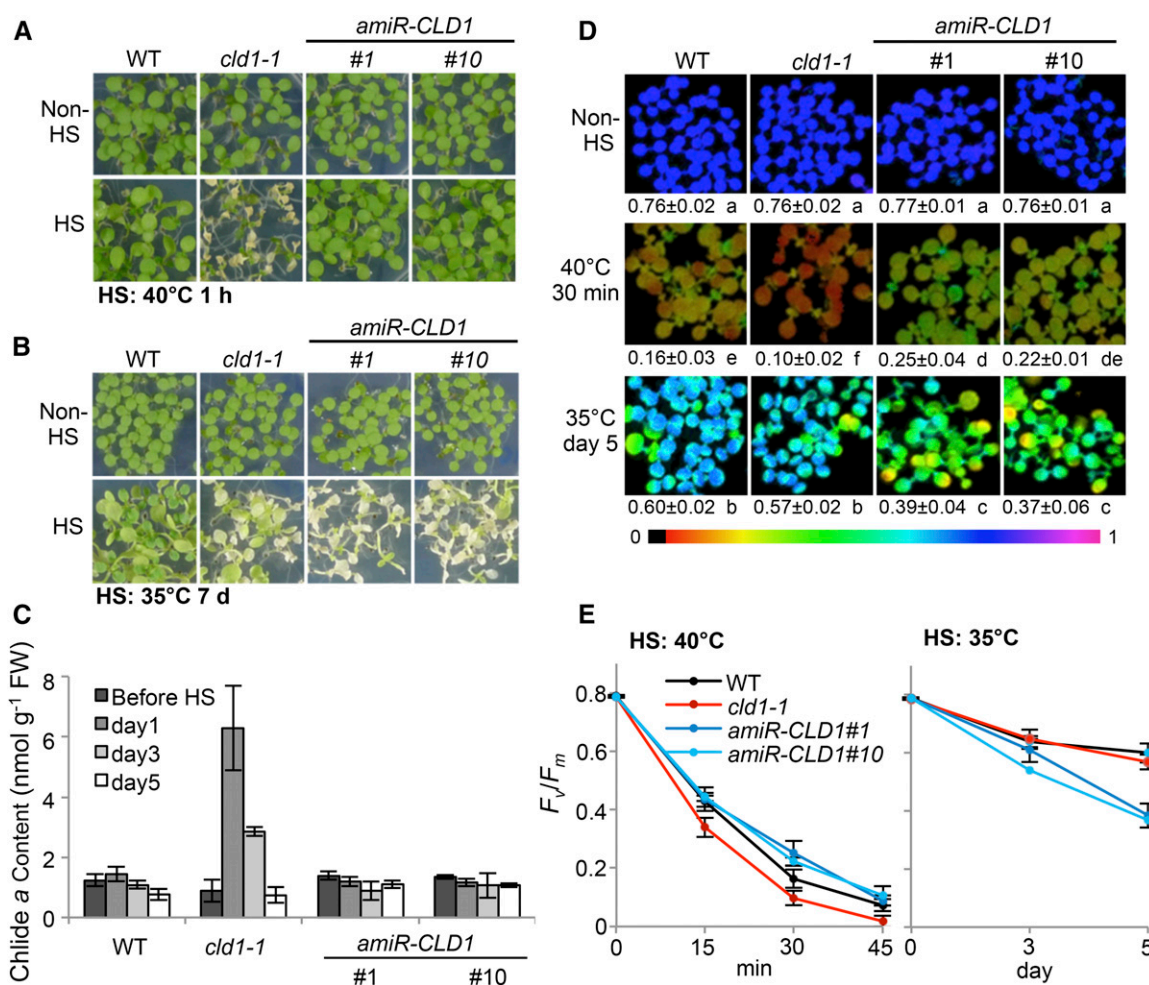 A
amiR-CLD1
WT cld1-1 #1 #10
Non-
HS
HS
HS: 40°C 1 h
B
amiR-CLD1
WT cld1-1 #1 #10
Non-
HS
HS
HS: 35°C 7 d
C
Chlide a Content (nmol g-1 FW)
8
6
4
2
0
Before HS
day1
day3
day5
WT cld1-1 amiR-CLD1
#1 #10
D
amiR-CLD1
WT cld1-1 #1 #10
Non-
HS
0.76±0.02 a 0.76±0.02 a 0.77±0.01 a 0.76±0.01 a
40°C
30 min
0.16±0.03 e 0.10±0.02 f 0.25±0.04 d 0.22±0.01 de
35°C
day 5
0.60±0.02 b 0.57±0.02 b 0.39±0.04 c 0.37±0.06 c
0 1
E
HS: 40°C HS: 35°C
Fv/Fm
0.8
0.6
0.4
0.2
0
WT
cld1-1
amiR-CLD1#1
amiR-CLD1#10
0 15 30 45
min
0 3 5
day